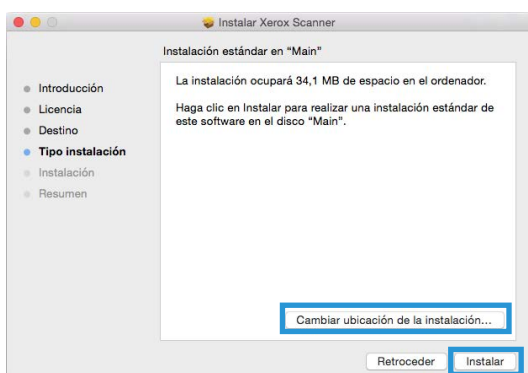 Instalar Xerox Scanner
Instalación estándar en “Main”
Introducción
Licencia
Destino
Tipo instalación
Instalación
Resumen
La instalación ocupará 34,1 MB de espacio en el ordenador.
Haga clic en Instalar para realizar una instalación estándar de
este software en el disco “Main”.
Cambiar ubicación de la instalación...
Retroceder
Instalar